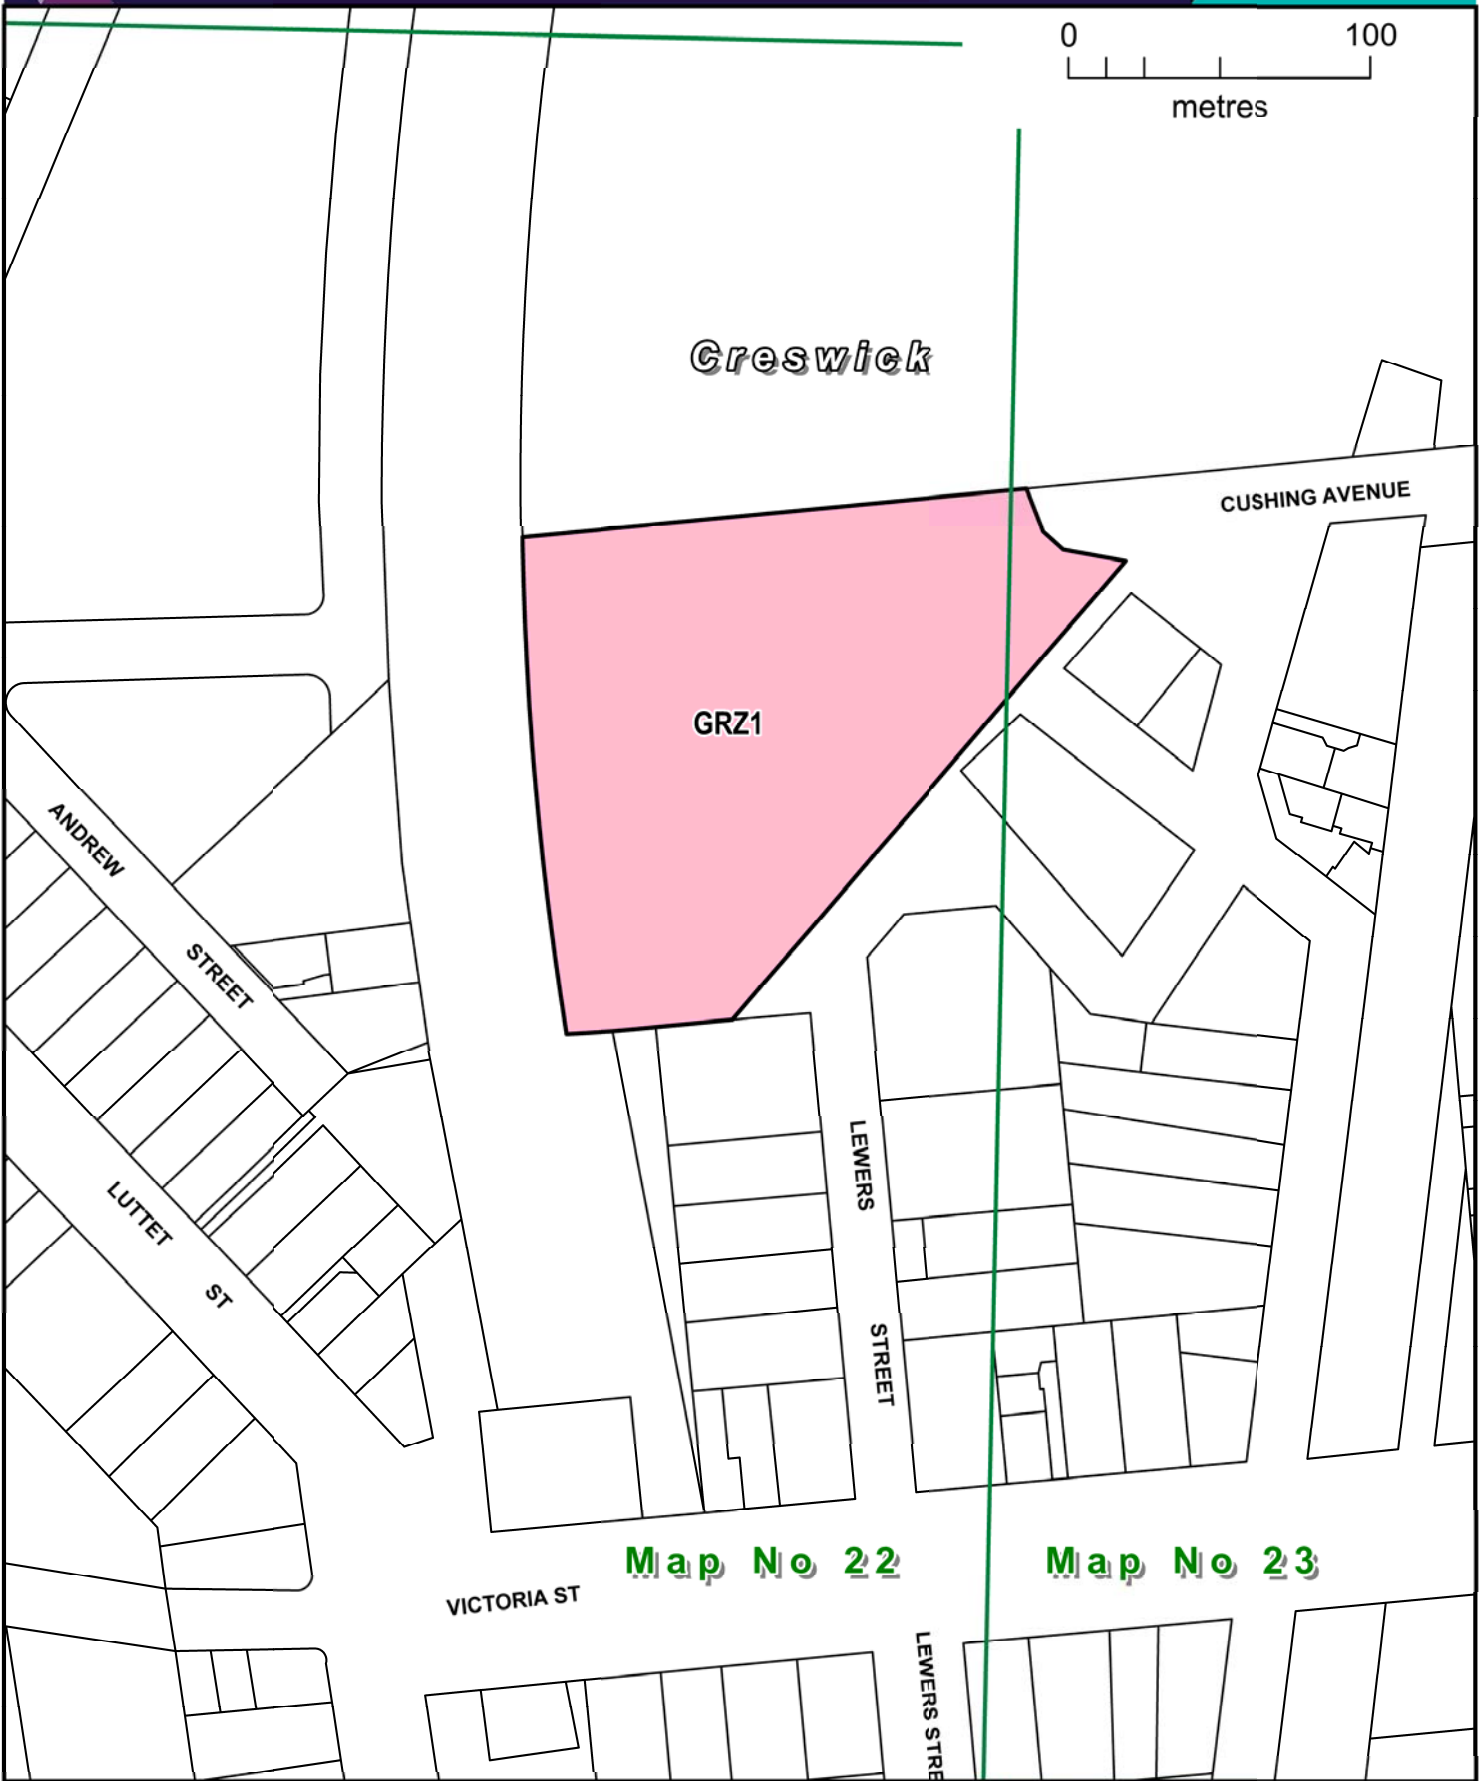 0 100
metres
Creswick
CUSHING AVENUE
GRZ1
ANDREW
STREET
LEWERS
STREET
LUTTET
ST
Map No 22
Map No 23
VICTORIA ST
LEWERS STRE